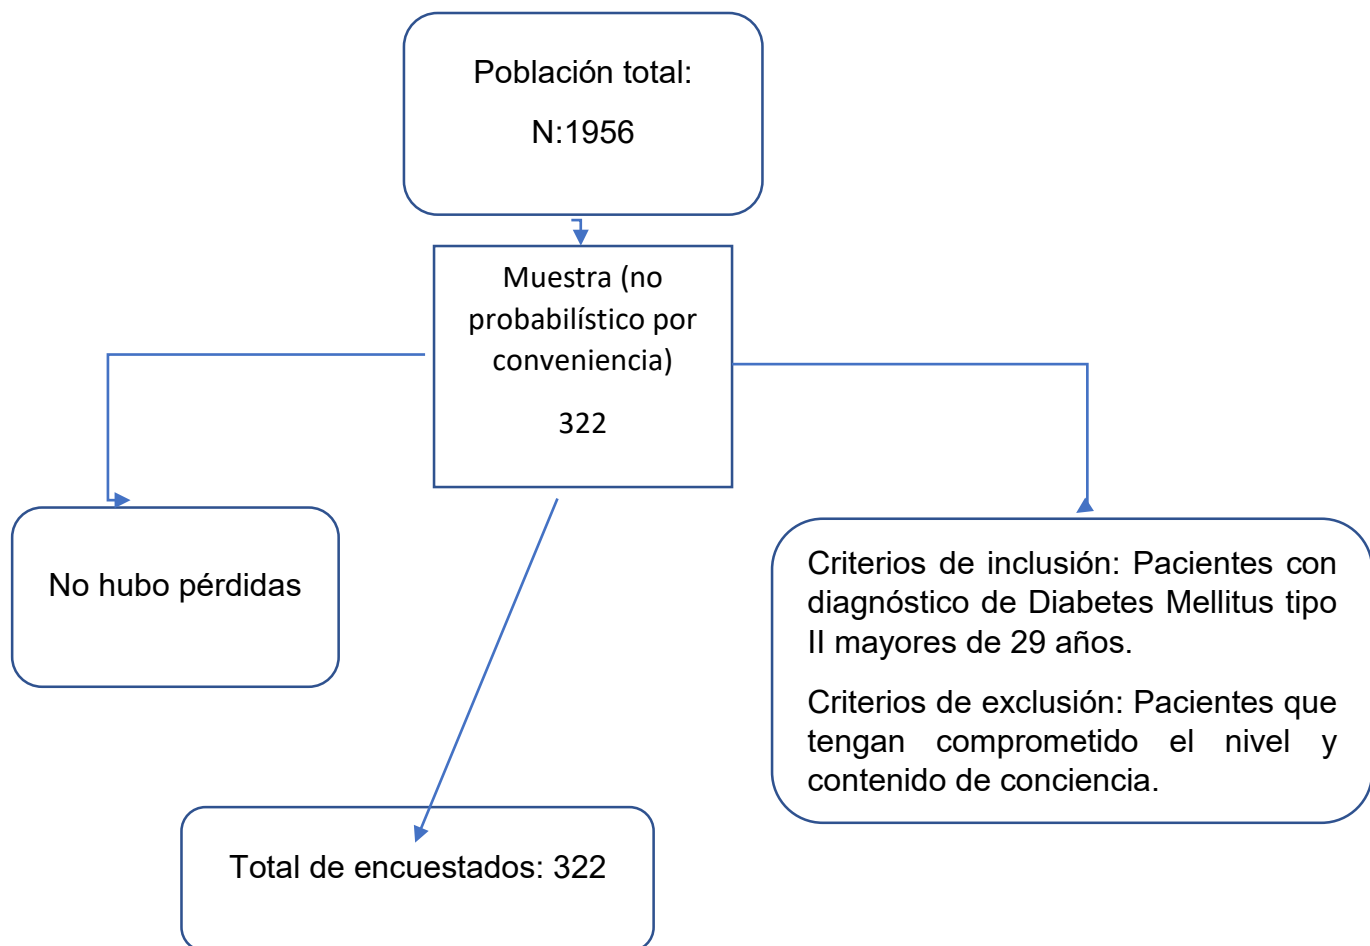 Población total:
N:1956
Muestra (no
probabilístico por
conveniencia)
322
No hubo pérdidas
Criterios de inclusión: Pacientes con
diagnóstico de Diabetes Mellitus tipo
II mayores de 29 años.
Criterios de exclusión: Pacientes que
tengan comprometido el nivel y
contenido de conciencia.
Total de encuestados: 322